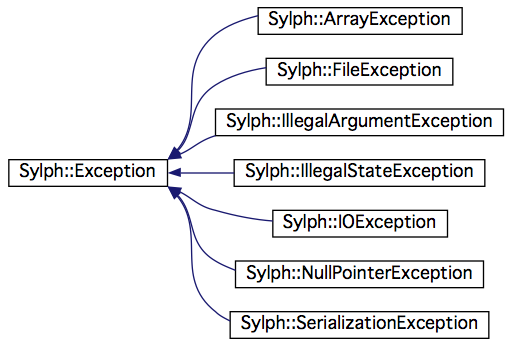 Sylph::ArrayException
Sylph::FileException
Sylph::IllegalArgumentException
Sylph::Exception
Sylph::IllegalStateException
Sylph::IOException
Sylph::NullPointerException
Sylph::SerializationException